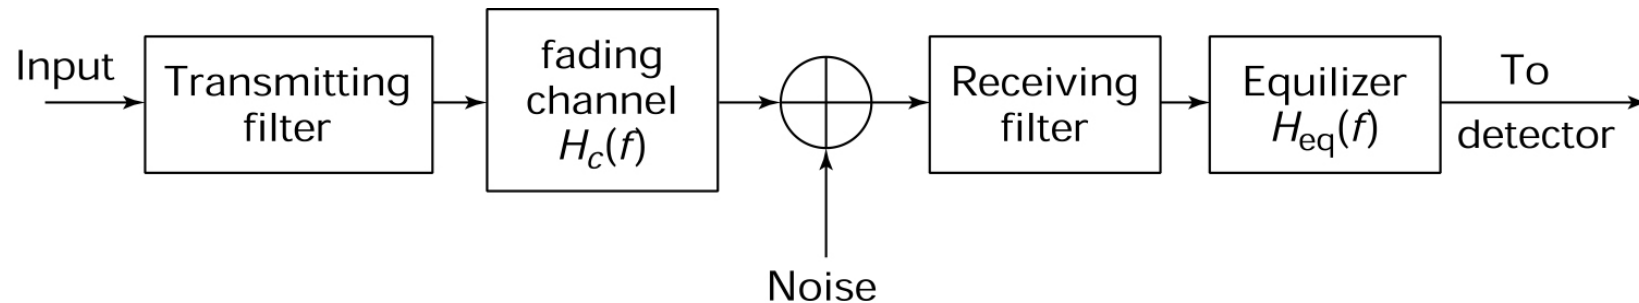 Input
Transmitting
filter
fading
channel
H_c(f)
Noise
Receiving
filter
Equilizer
H_eq(f)
To
detector